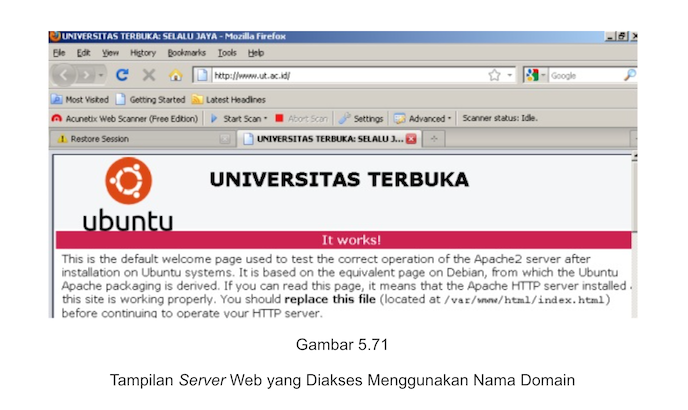 UNIVERSITAS TERBUKA: SELALU JAYA - Mozilla Firefox
File Edit View History Bookmarks Tools Help
http://www.ut.ac.id/ Google
Most Visited Getting Started Latest Headlines
Acunetix Web Scanner (Free Edition) Start Scan Abort Scan Settings Advanced Scanner status: Idle.
Restore Session UNIVERSITAS TERBUKA: SELALU J...
UNIVERSITAS TERBUKA
ubuntu
It works!
This is the default welcome page used to test the correct operation of the Apache2 server after
installation on Ubuntu systems. It is based on the equivalent page on Debian, from which the Ubuntu
Apache packaging is derived. If you can read this page, it means that the Apache HTTP server installed
this site is working properly. You should replace this file (located at /var/www/html/index.html)
before continuing to operate your HTTP server.
Gambar 5.71
Tampilan Server Web yang Diakses Menggunakan Nama Domain